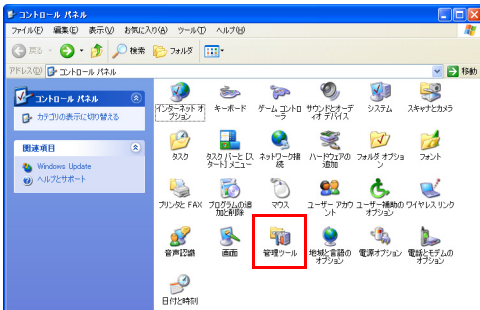 コントロール パネル
ファイル(F) 編集(E) 表示(V) お気に入り(A) ツール(T) ヘルプ(H)
戻る 検索 フォルダ
アドレス(D) コントロール パネル 移動
コントロール パネル
カテゴリの表示に切り替える
関連項目
Windows Update
ヘルプとサポート
インターネット オプション
キーボード
ゲーム コントローラ
サウンドとオーディオ デバイス
システム
スキャナとカメラ
タスク
タスク バーと [スタート] メニュー
ネットワーク接続
ハードウェアの追加
フォルダ オプション
フォント
プリンタと FAX
プログラムの追加と削除
マウス
ユーザー アカウント
ユーザー補助のオプション
ワイヤレス リンク
音声認識
画面
管理ツール
地域と言語のオプション
電源オプション
電話とモデムのオプション
日付と時刻